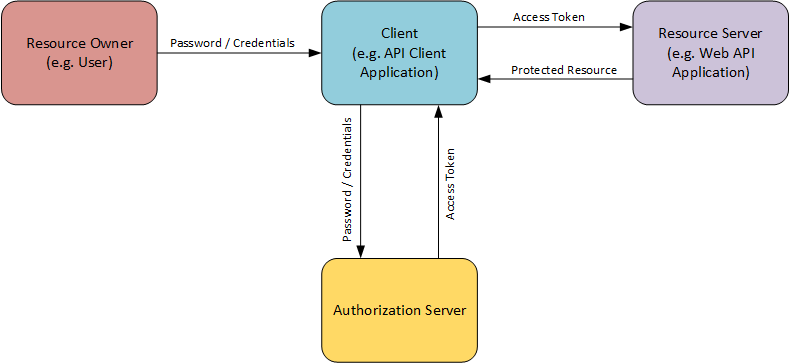 Resource Owner
(e.g. User)
Password / Credentials
Client
(e.g. API Client
Application)
Access Token
Protected Resource
Resource Server
(e.g. Web API
Application)
Password / Credentials
Access Token
Authorization Server